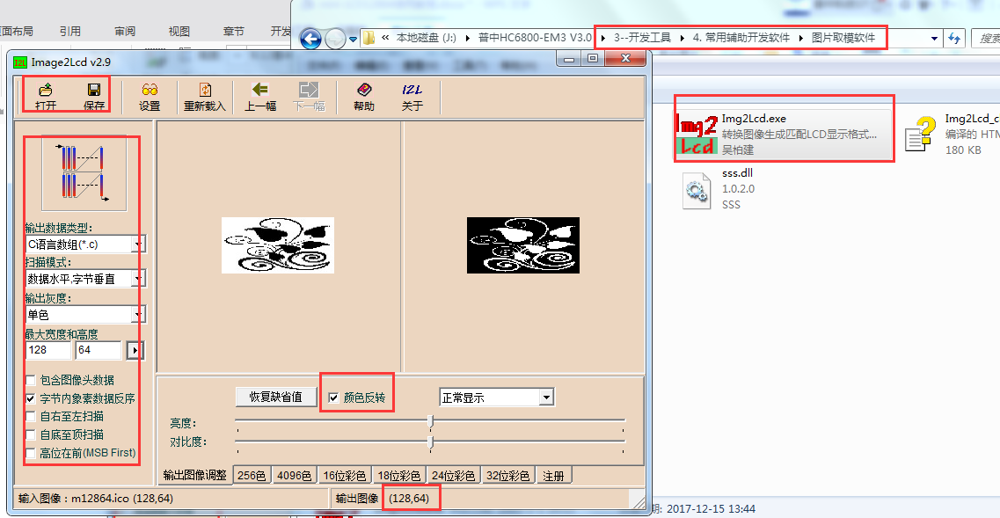 页面布局 引用 审阅 视图 章节 开发
« 本地磁盘 (J:) 普中HC6800-EM3 V3.0 3--开发工具 4. 常用辅助开发软件 图片取模软件
搜索
Image2Lcd v2.9
打开 保存 设置 重新载入 上一幅 下一幅 帮助 关于
I2L
Img2Lcd.exe
转换图像生成匹配LCD显示格式...
吴柏建
Img2Lcd_c
编译的 HTM
180 KB
sss.dll
1.0.2.0
SSS
Img2
Lcd
输出数据类型:
C语言数组(*.c)
扫描模式:
数据水平,字节垂直
输出灰度:
单色
最大宽度和高度
128 64
包含图像头数据
字节内象素数据反序
自右至左扫描
自底至顶扫描
高位在前(MSB First)
恢复缺省值 颜色反转 正常显示
亮度:
对比度:
输出图像调整 256色 4096色 16位彩色 18位彩色 24位彩色 32位彩色 注册
输入图像：m12864.ico (128,64) 输出图像 (128,64)
期: 2017-12-15 13:44